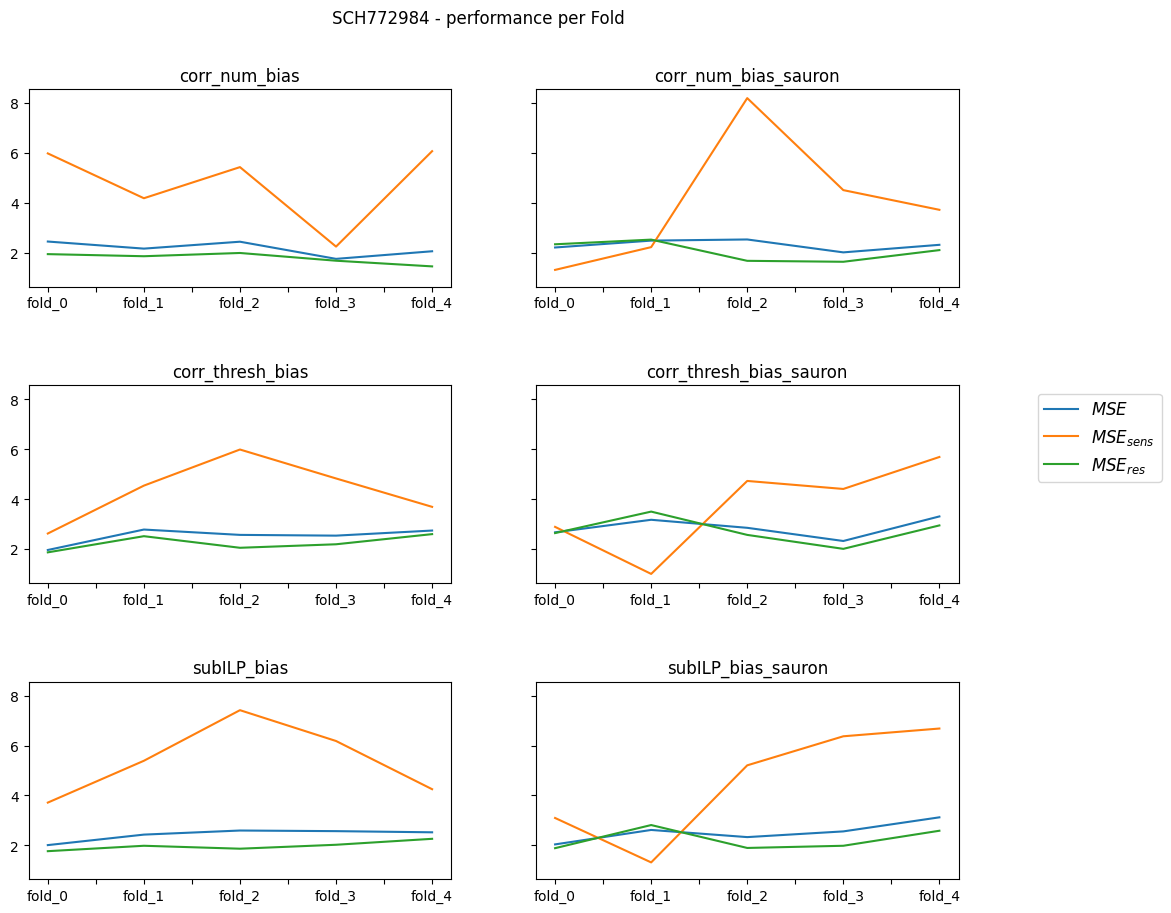 SCH772984 - performance per Fold
corr_num_bias
corr_num_bias_sauron
8
6
4
2
fold_0 fold_1 fold_2 fold_3 fold_4
fold_0 fold_1 fold_2 fold_3 fold_4
corr_thresh_bias
corr_thresh_bias_sauron
8
6
4
2
fold_0 fold_1 fold_2 fold_3 fold_4
fold_0 fold_1 fold_2 fold_3 fold_4
MSE
MSE_sens
MSE_res
subILP_bias
subILP_bias_sauron
8
6
4
2
fold_0 fold_1 fold_2 fold_3 fold_4
fold_0 fold_1 fold_2 fold_3 fold_4